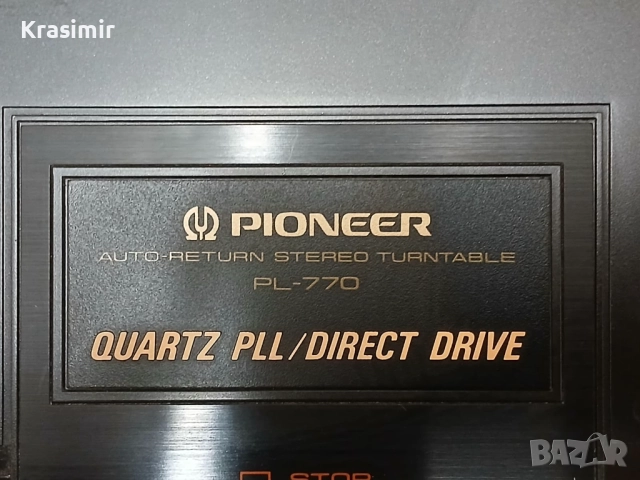 Krasimir
PIONEER
AUTO-RETURN STEREO TURNTABLE
PL-770
QUARTZ PLL/DIRECT DRIVE
STOP
BAZAR